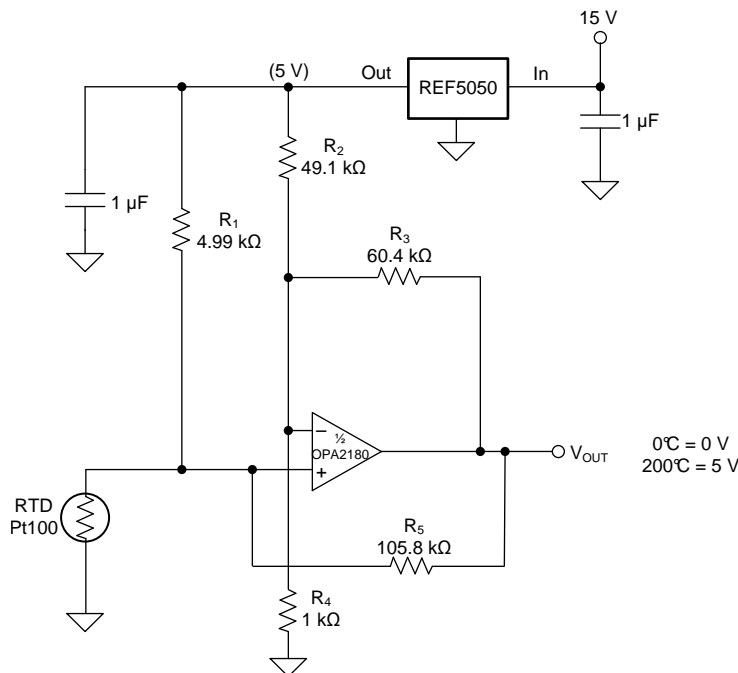 15 V
(5 V)
Out
REF5050
In
1 µF
R2
49.1 kΩ
1 µF
R1
4.99 kΩ
R3
60.4 kΩ
½
OPA2180
−
+
VOUT
0°C = 0 V
200°C = 5 V
RTD
Pt100
R5
105.8 kΩ
R4
1 kΩ